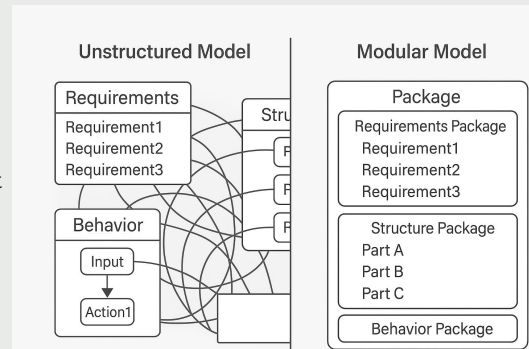 Unstructured Model
Requirements
Requirement1
Requirement2
Requirement3
Behavior
Input
Action1
Modular Model
Package
Requirements Package
Requirement1
Requirement2
Requirement3
Structure Package
Part A
Part B
Part C
Behavior Package